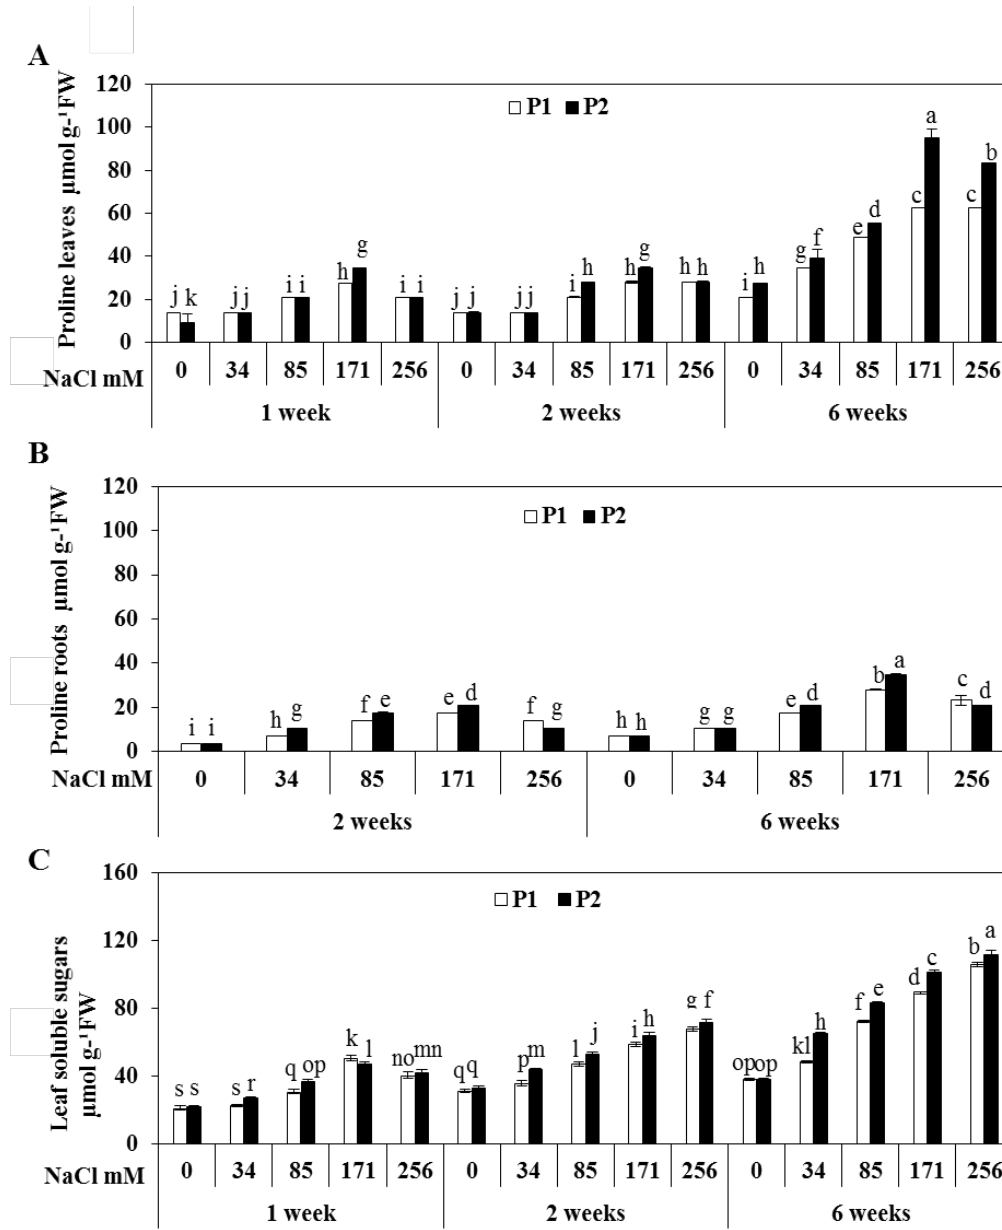 A
Proline leaves µmol g-¹FW
120
P1 P2
a
100
b
80
c c
60
e d
g f
40
g
h
h g
h h
i h
i
i i
i i
j k
j j
j j
j j
i h
20
0
NaCl mM
0 34 85 171 256 0 34 85 171 256 0 34 85 171 256
1 week 2 weeks 6 weeks
B
Proline roots µmol g-¹FW
120
P1 P2
100
80
60
40
20
0
i i h g f e e d f g h h g g e d b a c d
NaCl mM
0 34 85 171 256 0 34 85 171 256
2 weeks 6 weeks
C
Leaf soluble sugars
µmol g-¹FW
160
P1 P2
120
80
40
0
s s s r q op k l no mn q q p m l j i h g f op op kl h f e d c b a
NaCl mM
0 34 85 171 256 0 34 85 171 256 0 34 85 171 256
1 week 2 weeks 6 weeks